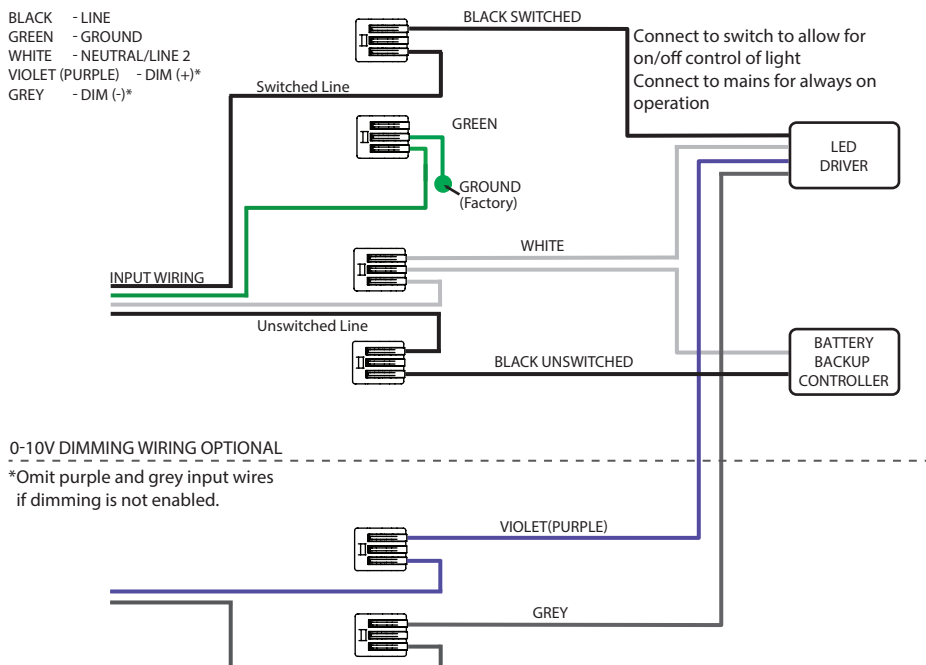 BLACK - LINE
GREEN - GROUND
WHITE - NEUTRAL/LINE 2
VIOLET (PURPLE) - DIM (+)*
GREY - DIM (-)*
BLACK SWITCHED
Connect to switch to allow for
on/off control of light
Connect to mains for always on
operation
Switched Line
GREEN
LED
DRIVER
GROUND
(Factory)
WHITE
INPUT WIRING
Unswitched Line
BLACK UNSWITCHED
BATTERY
BACKUP
CONTROLLER
0-10V DIMMING WIRING OPTIONAL
*Omit purple and grey input wires
if dimming is not enabled.
VIOLET(PURPLE)
GREY